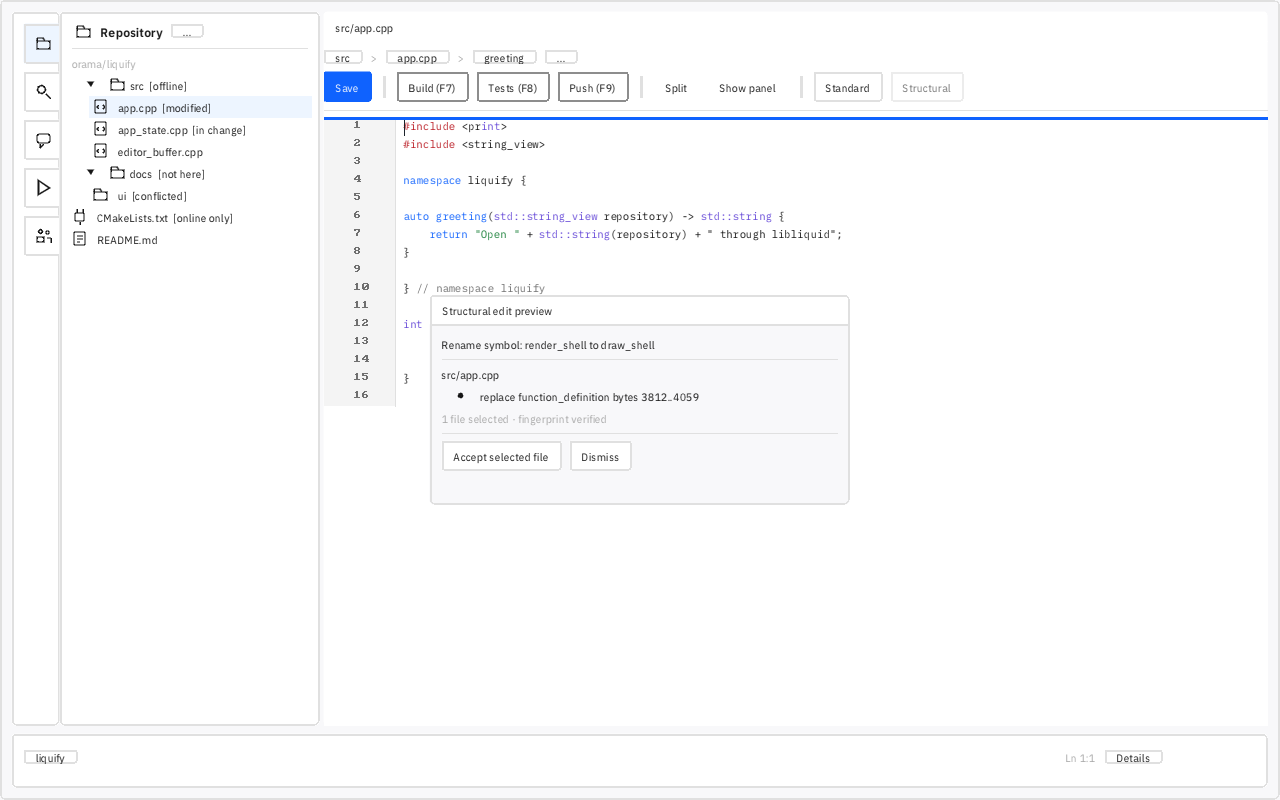 Repository ...
orama/liquify
src [offline]
app.cpp [modified]
app_state.cpp [in change]
editor_buffer.cpp
docs [not here]
ui [conflicted]
CMakeLists.txt [online only]
README.md
src/app.cpp
src > app.cpp > greeting ...
Save Build (F7) Tests (F8) Push (F9) Split Show panel Standard Structural
1 #include <print>
2 #include <string_view>
3
4 namespace liquify {
5
6 auto greeting(std::string_view repository) -> std::string {
7 return "Open " + std::string(repository) + " through libliquid";
8 }
9
10 } // namespace liquify
11
12 int
13
14
15 }
16
Structural edit preview
Rename symbol: render_shell to draw_shell
src/app.cpp
replace function_definition bytes 3812..4059
1 file selected · fingerprint verified
Accept selected file Dismiss
liquify Ln 1:1 Details